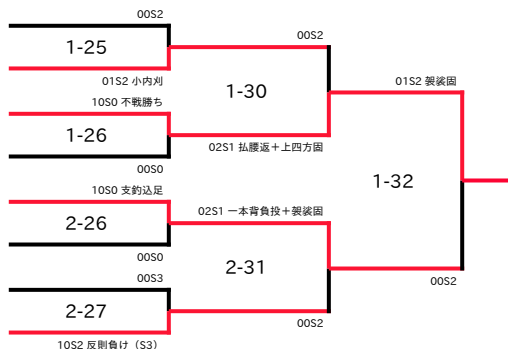 00S2
1-25
01S2 小内刈
10S0 不戦勝ち
1-26
00S0
10S0 支釣込足
2-26
00S0
00S3
2-27
10S2 反則負け（S3）
00S2
1-30
02S1 払腰返＋上四方固
02S1 一本背負投＋袈裟固
2-31
00S2
01S2 袈裟固
1-32
00S2